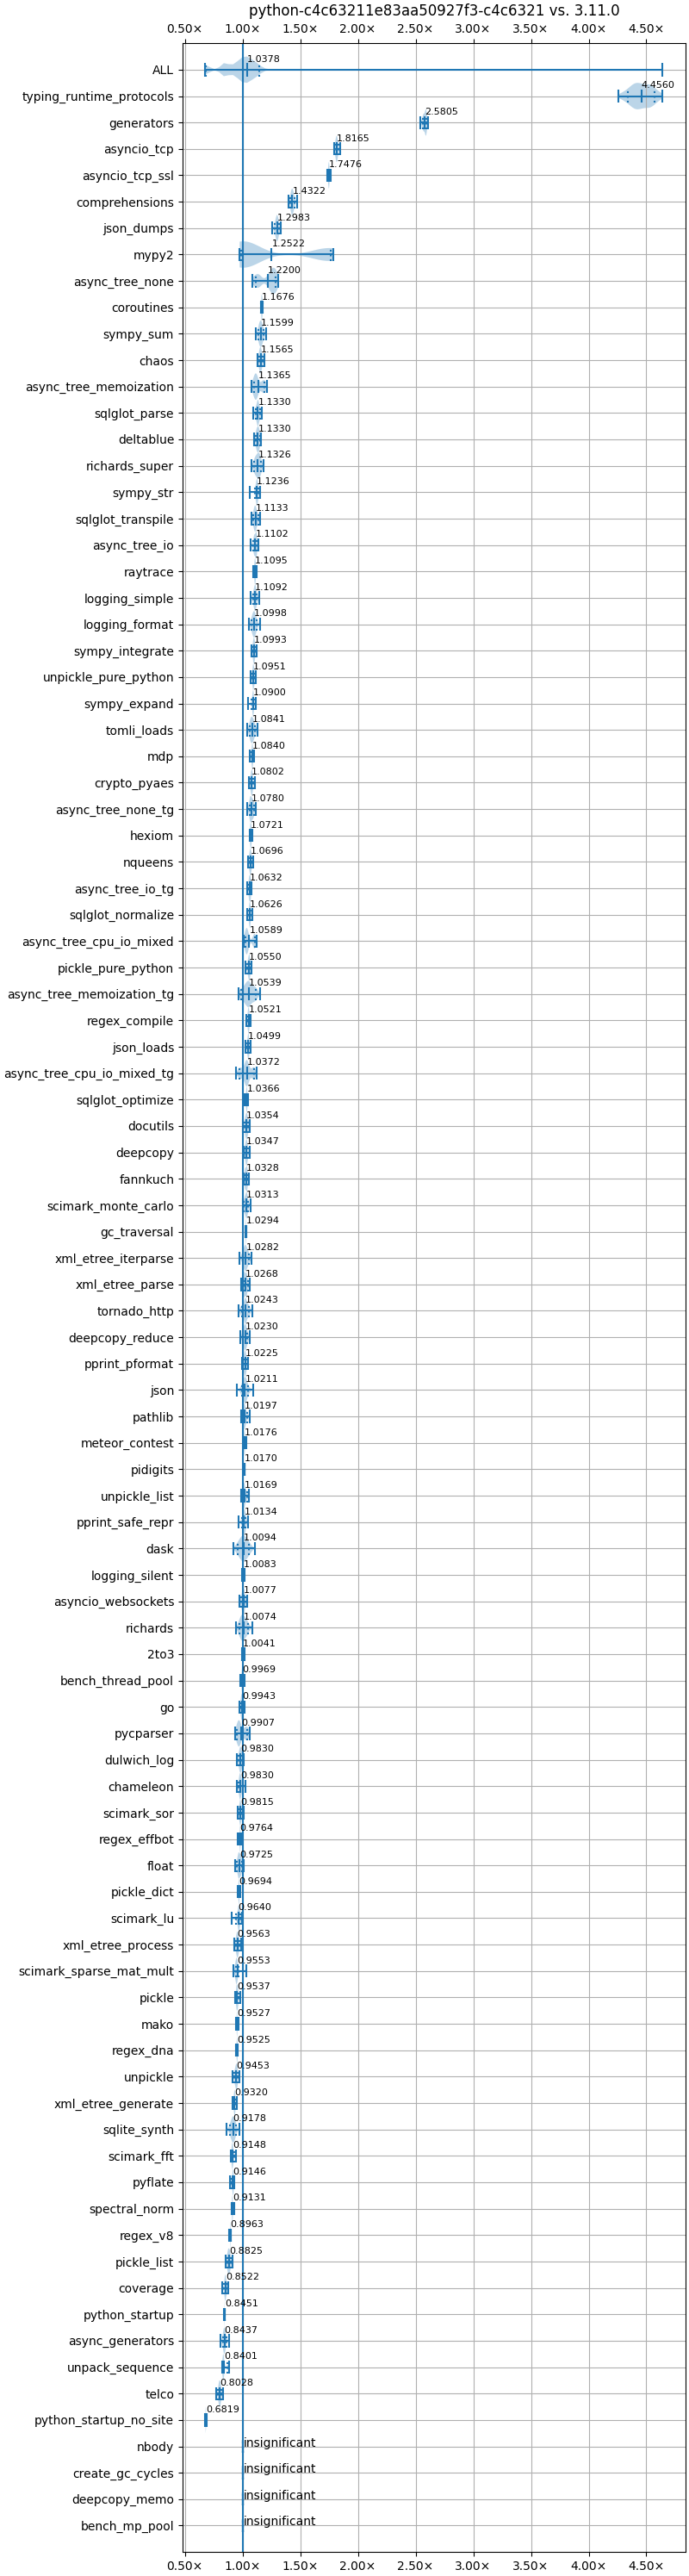 python-c4c63211e83aa50927f3-c4c6321 vs. 3.11.0
0.50× 1.00× 1.50× 2.00× 2.50× 3.00× 3.50× 4.00× 4.50×
ALL 1.0378
typing_runtime_protocols 4.4560
generators 2.5805
asyncio_tcp 1.8165
asyncio_tcp_ssl 1.7476
comprehensions 1.4322
json_dumps 1.2983
mypy2 1.2522
async_tree_none 1.2200
coroutines 1.1676
sympy_sum 1.1599
chaos 1.1565
async_tree_memoization 1.1365
sqlglot_parse 1.1330
deltablue 1.1330
richards_super 1.1326
sympy_str 1.1236
sqlglot_transpile 1.1133
async_tree_io 1.1102
raytrace 1.1095
logging_simple 1.1092
logging_format 1.0998
sympy_integrate 1.0993
unpickle_pure_python 1.0951
sympy_expand 1.0900
tomli_loads 1.0841
mdp 1.0840
crypto_pyaes 1.0802
async_tree_none_tg 1.0780
hexiom 1.0721
nqueens 1.0696
async_tree_io_tg 1.0632
sqlglot_normalize 1.0626
async_tree_cpu_io_mixed 1.0589
pickle_pure_python 1.0550
async_tree_memoization_tg 1.0539
regex_compile 1.0521
json_loads 1.0499
async_tree_cpu_io_mixed_tg 1.0372
sqlglot_optimize 1.0366
docutils 1.0354
deepcopy 1.0347
fannkuch 1.0328
scimark_monte_carlo 1.0313
gc_traversal 1.0294
xml_etree_iterparse 1.0282
xml_etree_parse 1.0268
tornado_http 1.0243
deepcopy_reduce 1.0230
pprint_pformat 1.0225
json 1.0211
pathlib 1.0197
meteor_contest 1.0176
pidigits 1.0170
unpickle_list 1.0169
pprint_safe_repr 1.0134
dask 1.0094
logging_silent 1.0083
asyncio_websockets 1.0077
richards 1.0074
2to3 1.0041
bench_thread_pool 0.9969
go 0.9943
pycparser 0.9907
dulwich_log 0.9830
chameleon 0.9830
scimark_sor 0.9815
regex_effbot 0.9764
float 0.9725
pickle_dict 0.9694
scimark_lu 0.9640
xml_etree_process 0.9563
scimark_sparse_mat_mult 0.9553
pickle 0.9537
mako 0.9527
regex_dna 0.9525
unpickle 0.9453
xml_etree_generate 0.9320
sqlite_synth 0.9178
scimark_fft 0.9148
pyflate 0.9146
spectral_norm 0.9131
regex_v8 0.8963
pickle_list 0.8825
coverage 0.8522
python_startup 0.8451
async_generators 0.8437
unpack_sequence 0.8401
telco 0.8028
python_startup_no_site 0.6819
nbody insignificant
create_gc_cycles insignificant
deepcopy_memo insignificant
bench_mp_pool insignificant
0.50× 1.00× 1.50× 2.00× 2.50× 3.00× 3.50× 4.00× 4.50×